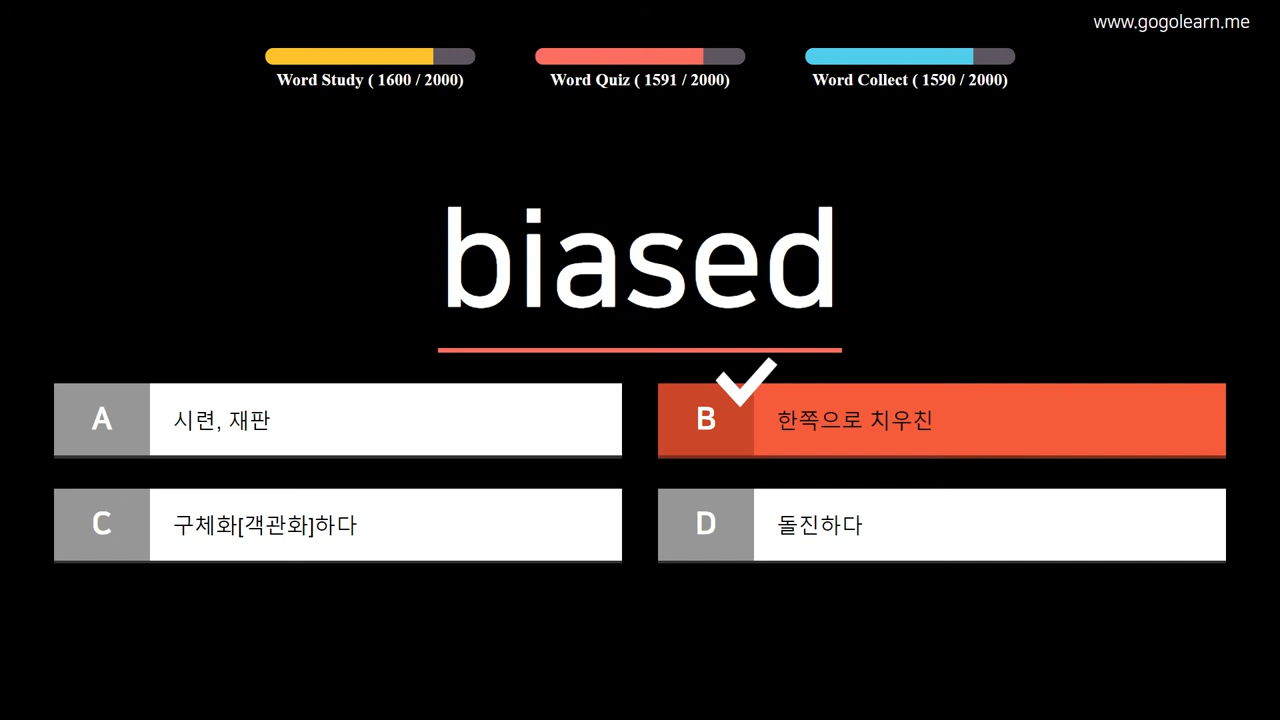 www.gogolearn.me
Word Study ( 1600 / 2000)
Word Quiz ( 1591 / 2000)
Word Collect ( 1590 / 2000)
biased
A 시련, 재판
B 한쪽으로 치우친
C 구체화[객관화]하다
D 돌진하다